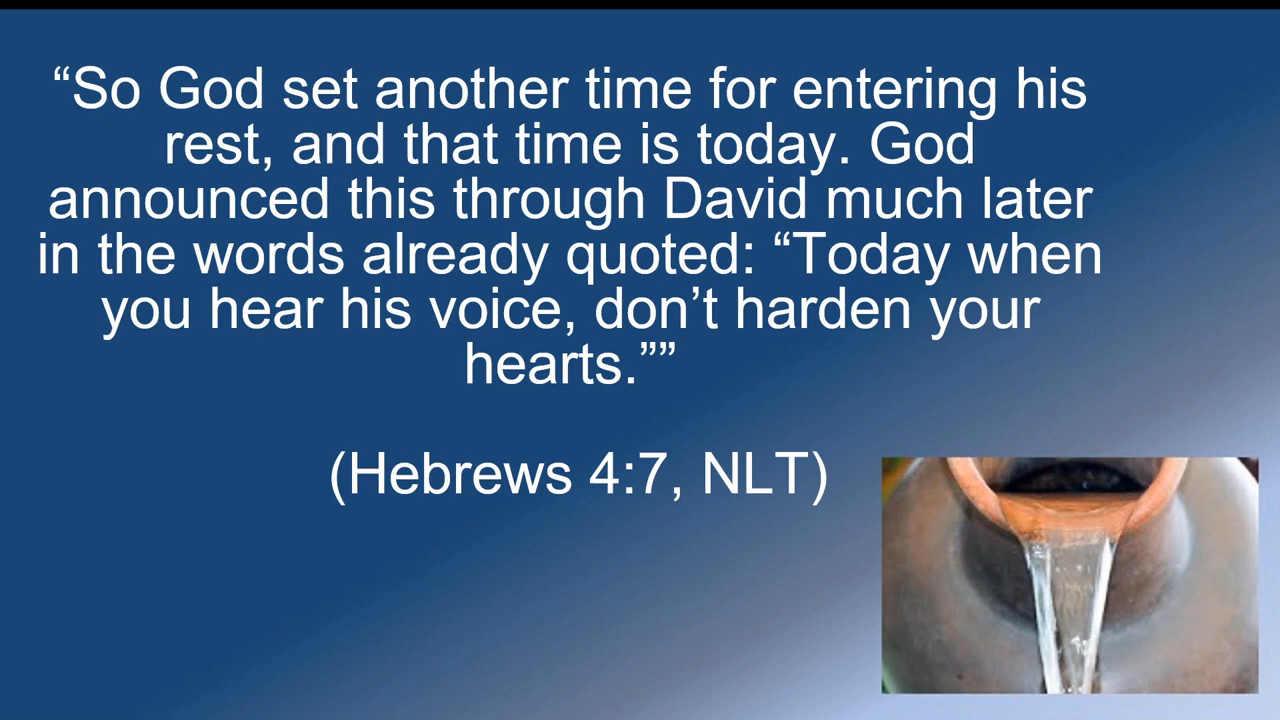 “So God set another time for entering his
rest, and that time is today. God
announced this through David much later
in the words already quoted: “Today when
you hear his voice, don’t harden your
hearts.””
(Hebrews 4:7, NLT)